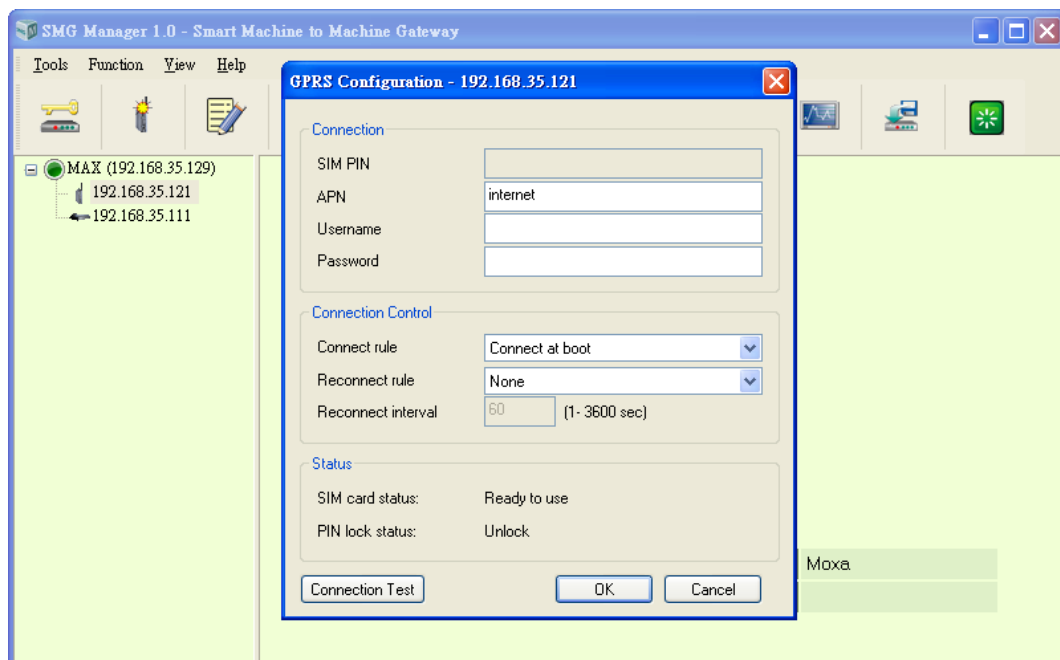 SMG Manager 1.0 - Smart Machine to Machine Gateway
Tools Function View Help
MAX (192.168.35.129)
192.168.35.121
192.168.35.111
GPRS Configuration - 192.168.35.121
Connection
SIM PIN
APN internet
Username
Password
Connection Control
Connect rule Connect at boot
Reconnect rule None
Reconnect interval 60 (1- 3600 sec)
Status
SIM card status: Ready to use
PIN lock status: Unlock
Connection Test OK Cancel
Moxa